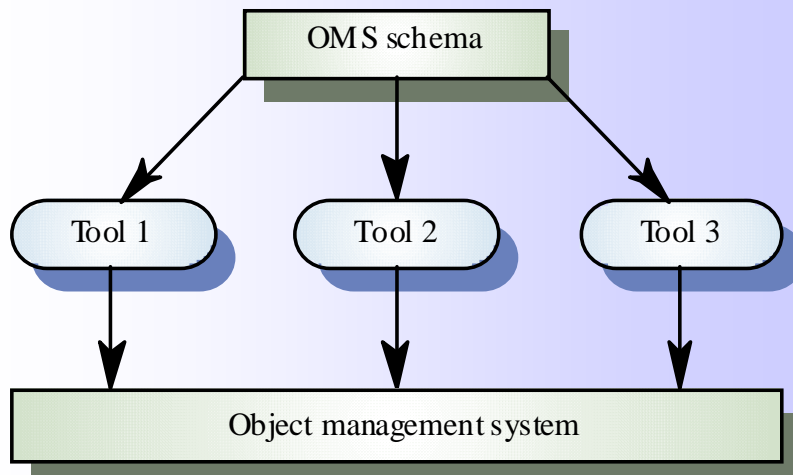 OMS schema
Tool 1
Tool 2
Tool 3
Object management system